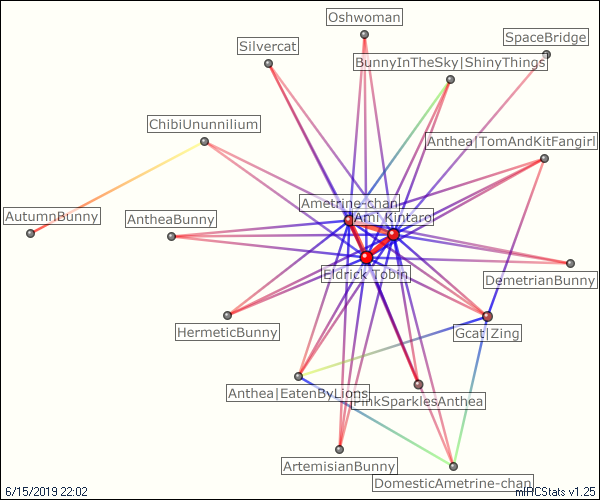 Oshwoman
SpaceBridge
Silvercat
BunnyInTheSky|ShinyThings
ChibiUnunnilium
Anthea|TomAndKitFangirl
Ametrine-chan
Ami Kintaro
AutumnBunny
AntheaBunny
Eldrick Tobin
DemetrianBunny
HermeticBunny
Gcat|Zing
Anthea|EatenByLions
PinkSparklesAnthea
ArtemisianBunny
DomesticAmetrine-chan
6/15/2019 22:02
mIRCStats v1.25